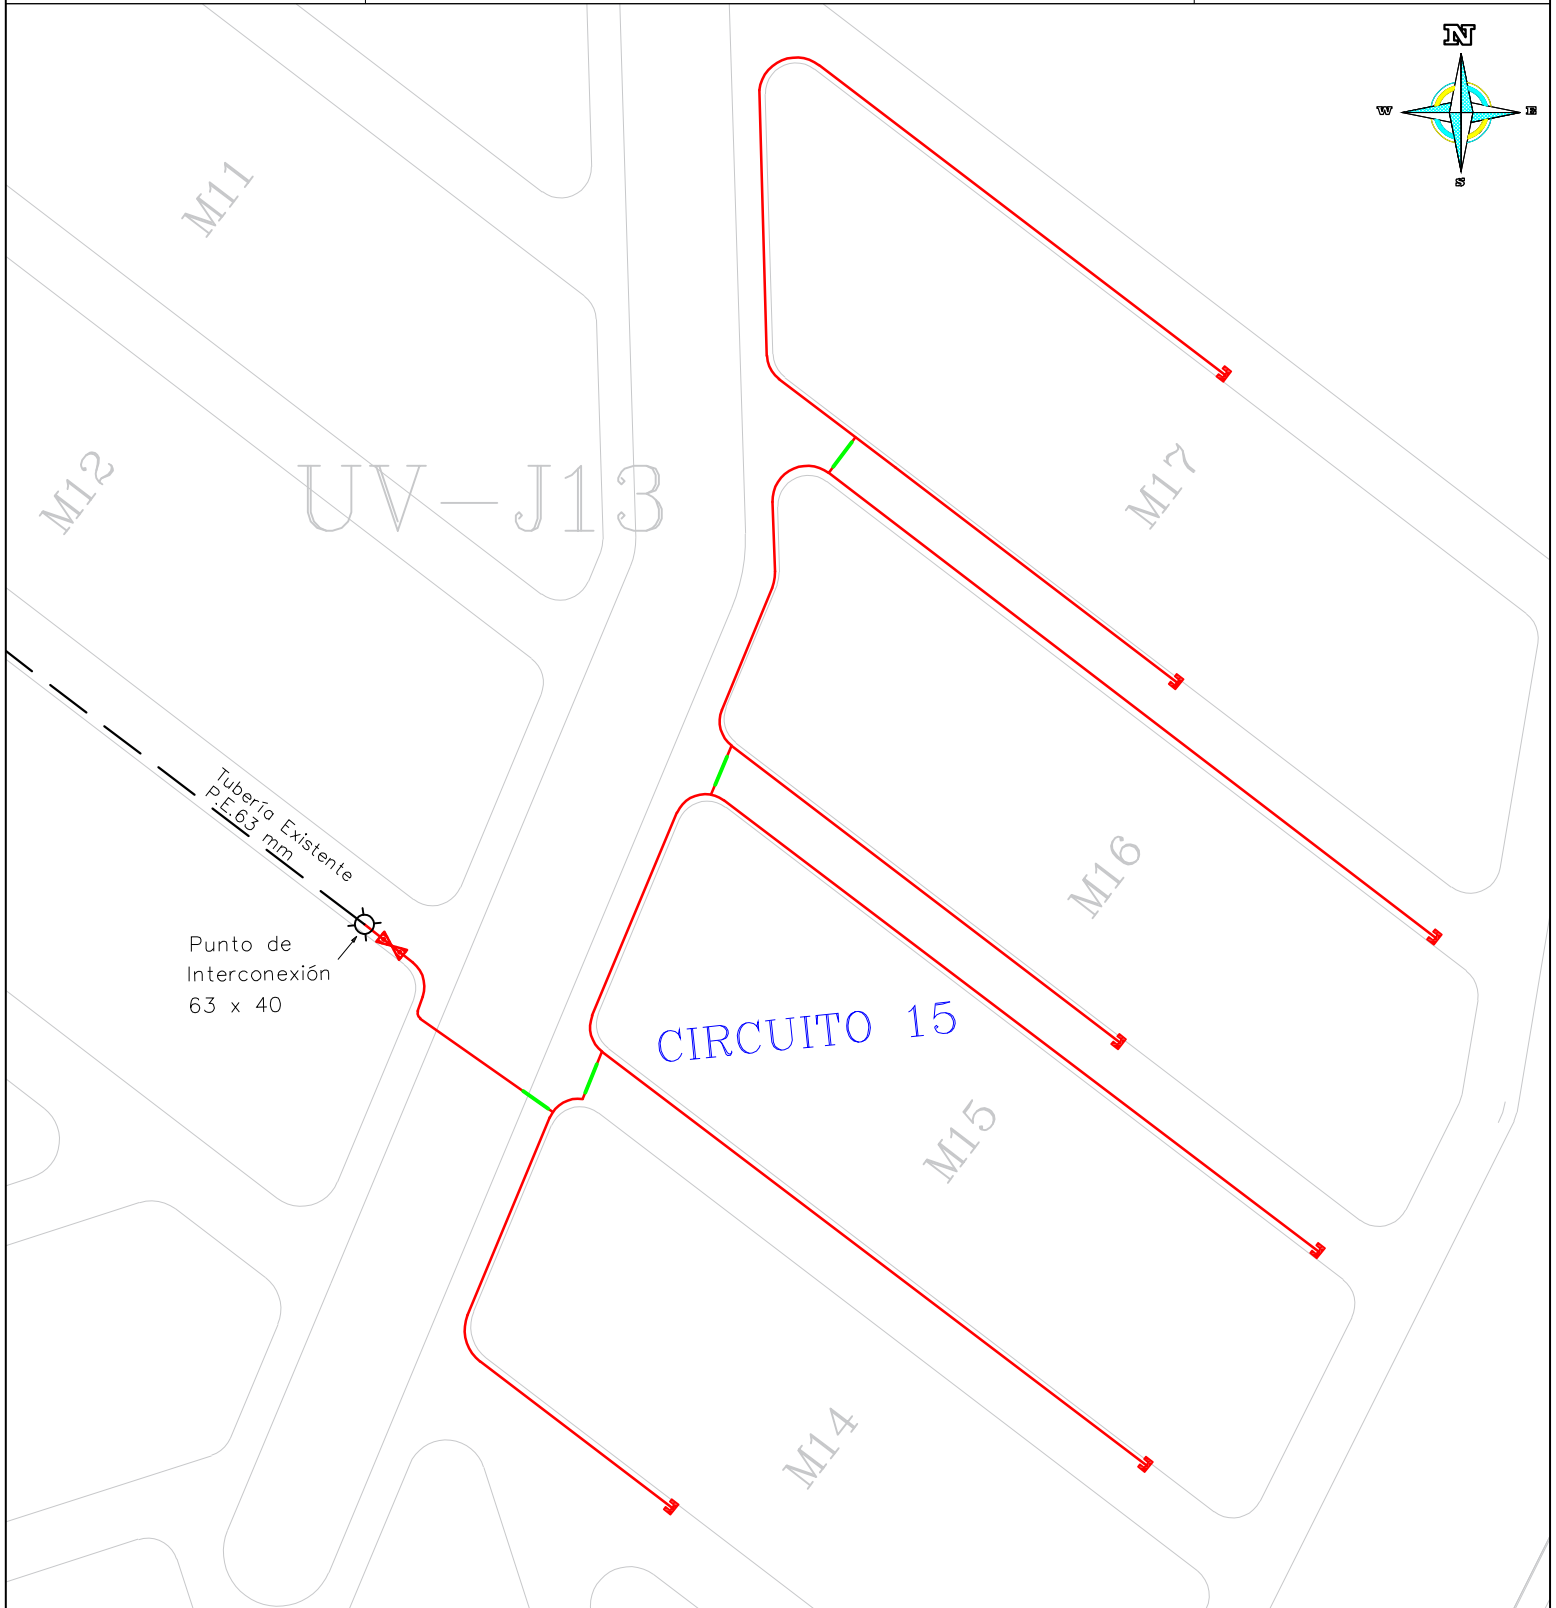 N
W
E
S
M11
M12
UV-J13
M17
Tubería Existente
P.E.63 mm
Punto de
Interconexión
63 x 40
M16
CIRCUITO 15
M15
M14